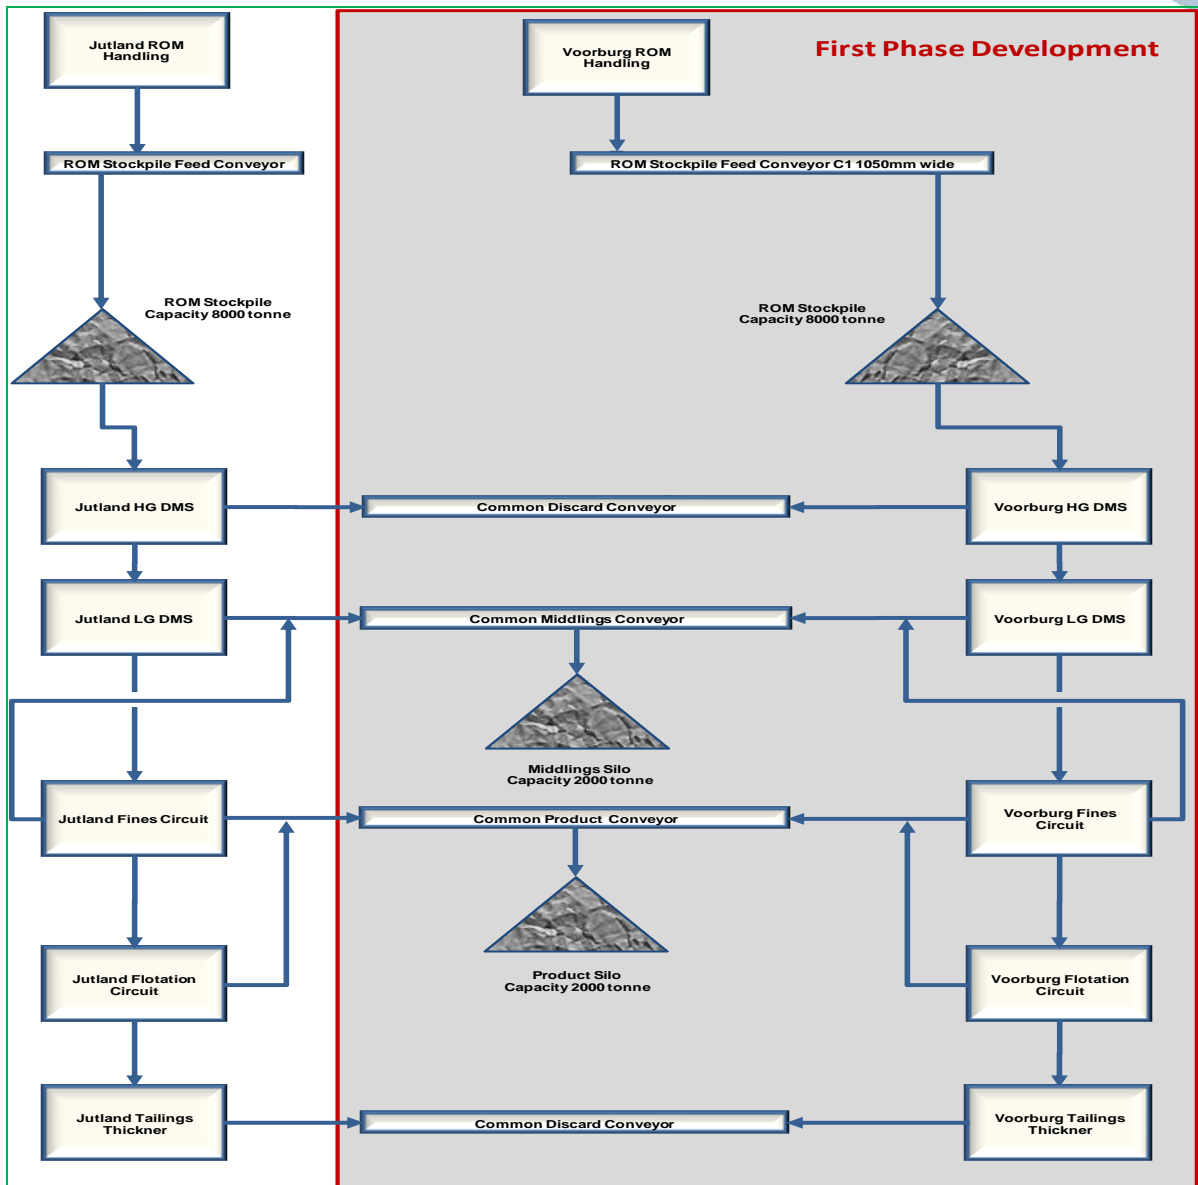 Jutland ROM
Handling
Voorburg ROM
Handling
First Phase Development
ROM Stockpile Feed Conveyor
ROM Stockpile Feed Conveyor C1 1050mm wide
ROM Stockpile
Capacity 8000 tonne
ROM Stockpile
Capacity 8000 tonne
Jutland HG DMS
Common Discard Conveyor
Voorburg HG DMS
Jutland LG DMS
Common Middlings Conveyor
Voorburg LG DMS
Middlings Silo
Capacity 2000 tonne
Jutland Fines Circuit
Common Product Conveyor
Voorburg Fines
Circuit
Product Silo
Capacity 2000 tonne
Jutland Flotation
Circuit
Voorburg Flotation
Circuit
Jutland Tailings
Thickner
Common Discard Conveyor
Voorburg Tailings
Thickner